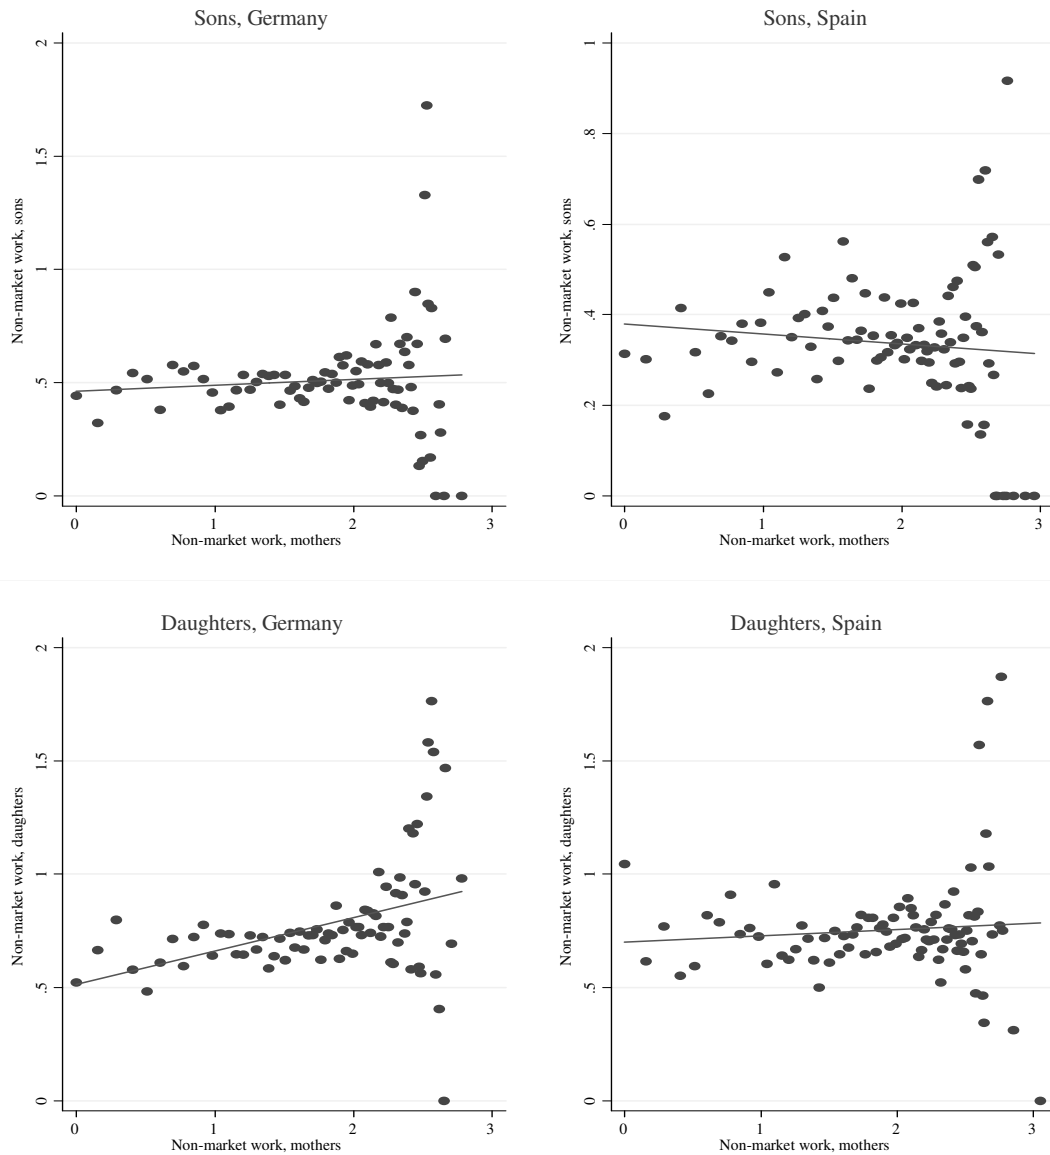 Sons, Germany
Non-market work, sons
2
1.5
1
.5
0
0 1 2 3
Non-market work, mothers
Sons, Spain
Non-market work, sons
1
.8
.6
.4
.2
0
0 1 2 3
Non-market work, mothers
Daughters, Germany
Non-market work, daughters
2
1.5
1
.5
0
0 1 2 3
Non-market work, mothers
Daughters, Spain
Non-market work, daughters
2
1.5
1
.5
0
0 1 2 3
Non-market work, mothers